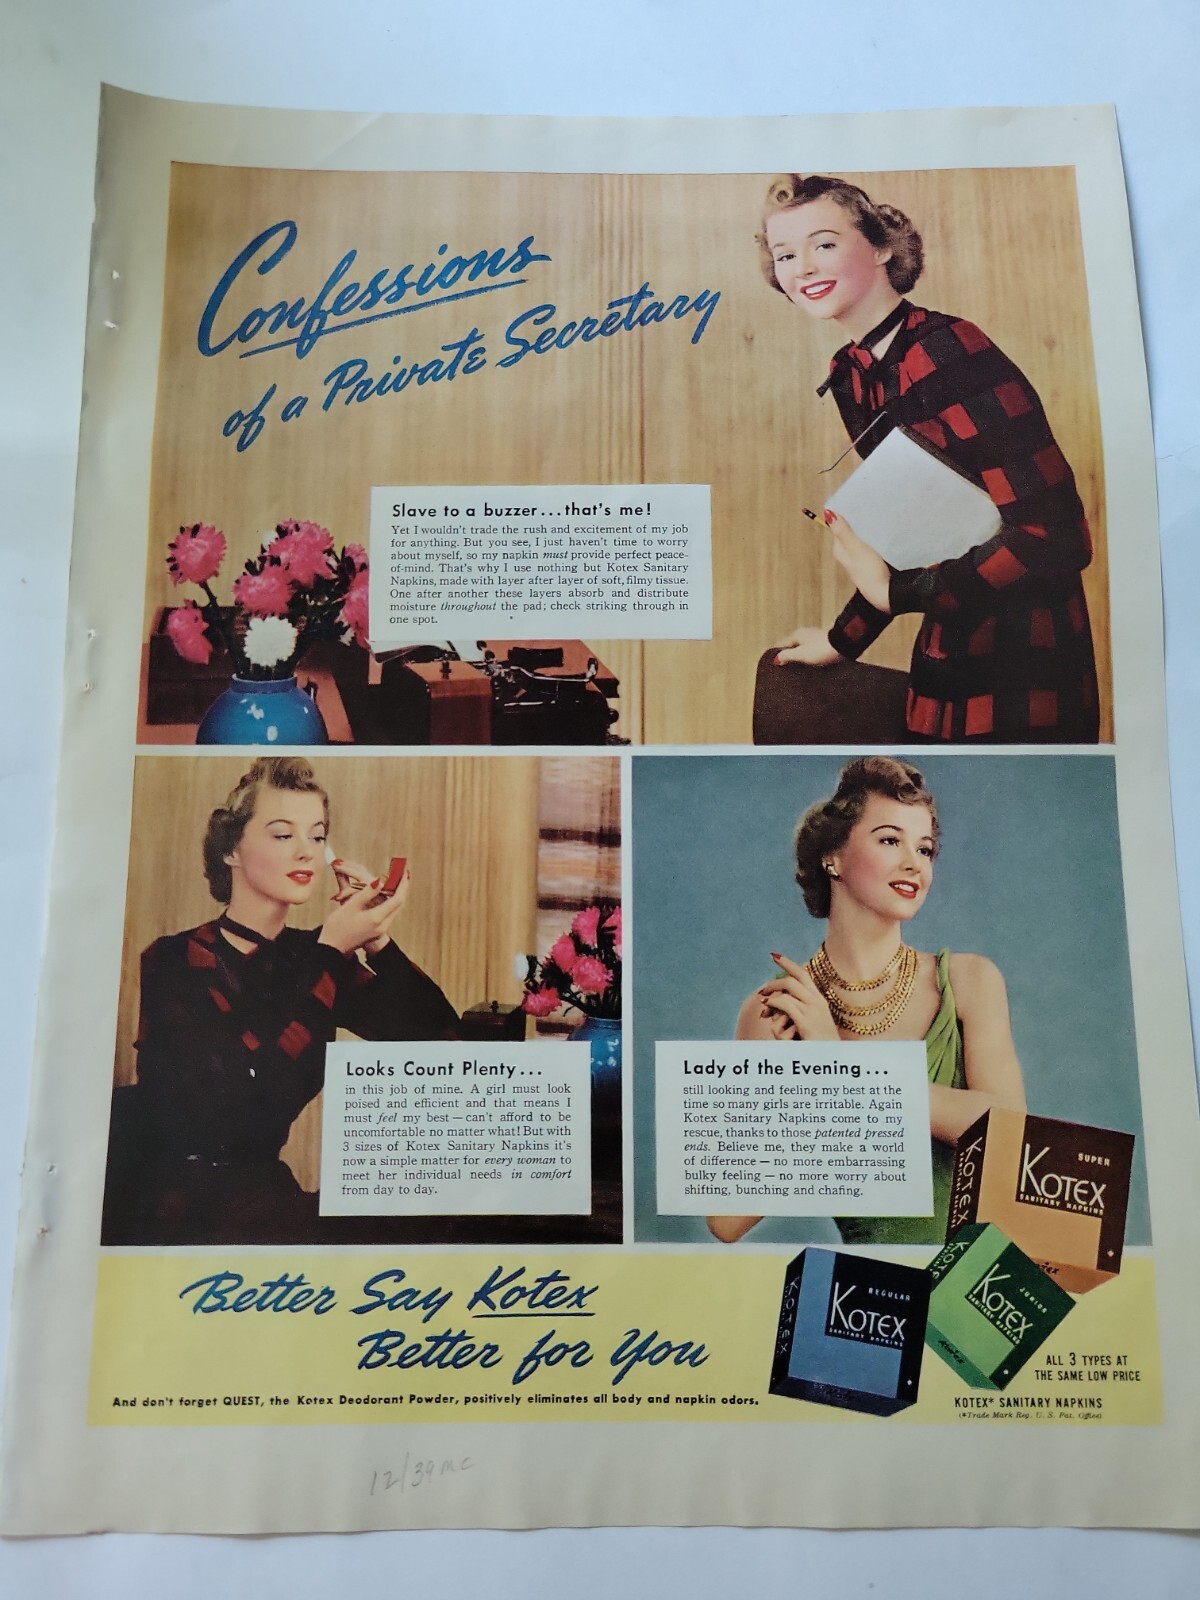 Confessions
of a Private Secretary
Slave to a buzzer...that's me!
Yet I wouldn't trade the rush and excitement of my job
for anything. But you see, I just haven't time to worry
about myself, so my napkin must provide perfect peace-
of-mind. That's why I use nothing but Kotex Sanitary
Napkins, made with layer after layer of soft, filmy tissue.
One after another these layers absorb and distribute
moisture throughout the pad; check striking through in
one spot.
Looks Count Plenty...
in this job of mine. A girl must look
poised and efficient and that means I
must feel my best — can't afford to be
uncomfortable no matter what! But with
3 sizes of Kotex Sanitary Napkins it's
now a simple matter for every woman to
meet her individual needs in comfort
from day to day.
Lady of the Evening...
still looking and feeling my best at the
time so many girls are irritable. Again
Kotex Sanitary Napkins come to my
rescue, thanks to those patented pressed
ends. Believe me, they make a world
of difference — no more embarrassing
bulky feeling — no more worry about
shifting, bunching and chafing.
SUPER
KOTEX
SANITARY NAPKINS
KOTEX
REGULAR
KOTEX
SANITARY NAPKINS
KOTEX
JUNIOR
KOTEX
SANITARY NAPKINS
KOTEX
Better Say Kotex
Better for You
And don't forget QUEST, the Kotex Deodorant Powder, positively eliminates all body and napkin odors.
ALL 3 TYPES AT
THE SAME LOW PRICE
KOTEX* SANITARY NAPKINS
(*Trade Mark Reg. U. S. Pat. Office)
12/39 mc